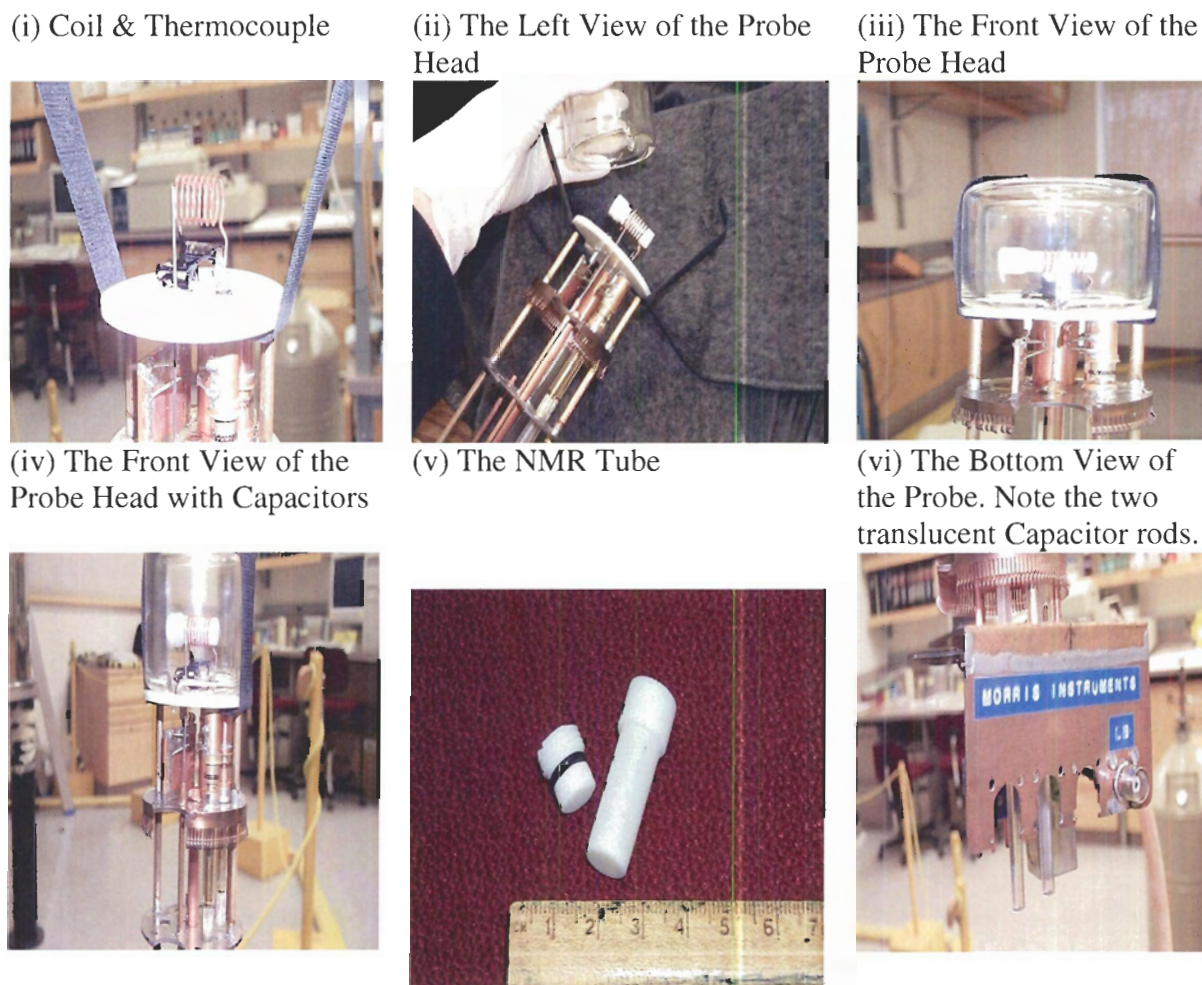 (i) Coil & Thermocouple
(ii) The Left View of the Probe
Head
(iii) The Front View of the
Probe Head
(iv) The Front View of the
Probe Head with Capacitors
(v) The NMR Tube
(vi) The Bottom View of
the Probe. Note the two
translucent Capacitor rods.
MORRIS INSTRUMENTS
CM 1 2 3 4 5 6 7